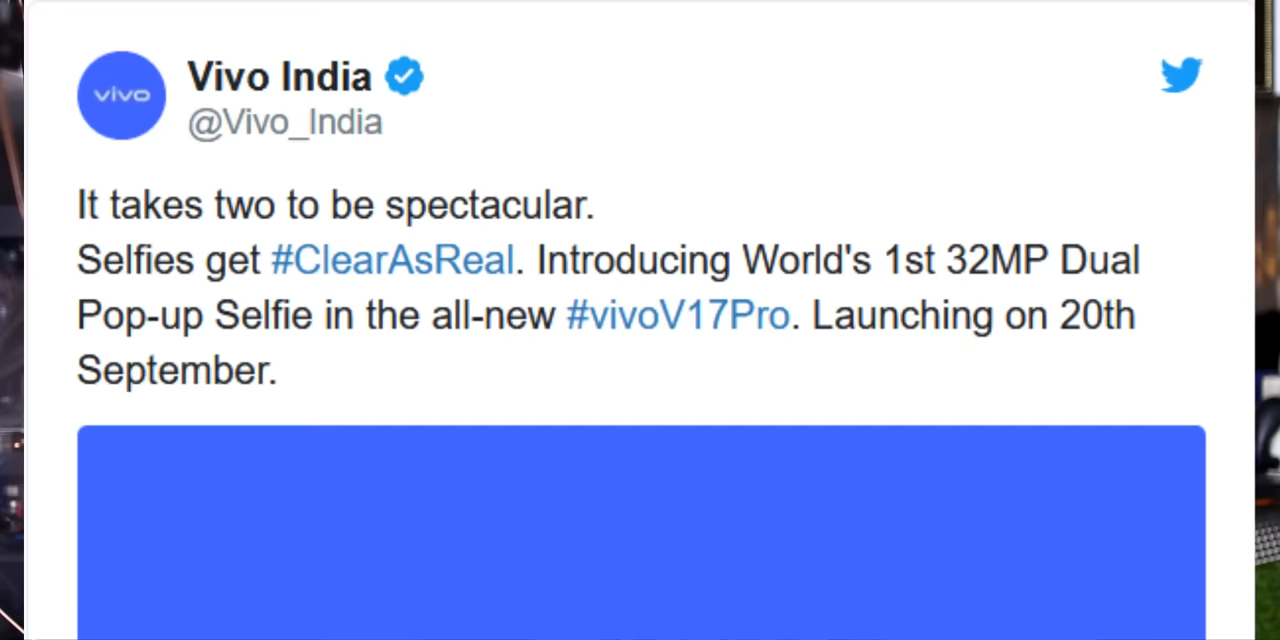 vivo
Vivo India
@Vivo_India
It takes two to be spectacular.
Selfies get #ClearAsReal. Introducing World's 1st 32MP Dual
Pop-up Selfie in the all-new #vivoV17Pro. Launching on 20th
September.